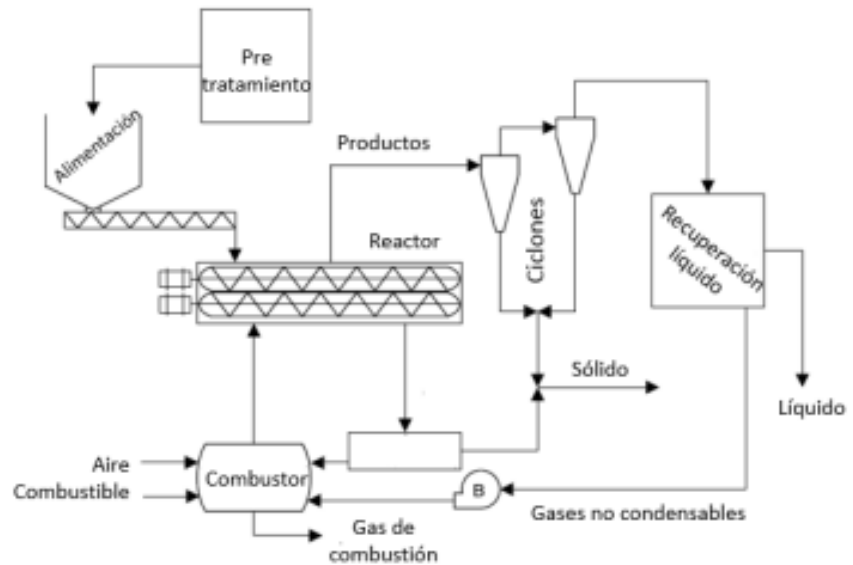 Pre
tratamiento
Alimentación
Productos
Reactor
Ciclones
Recuperación
líquido
Sólido
Líquido
Aire
Combustible
Combustor
B
Gases no condensables
Gas de
combustión